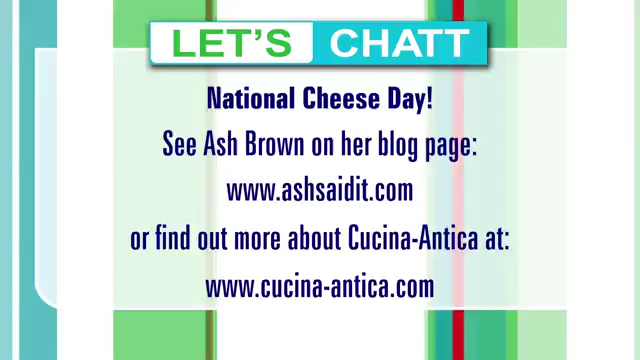 LET'S CHATT
National Cheese Day!
See Ash Brown on her blog page:
www.ashsaidit.com
or find out more about Cucina-Antica at:
www.cucina-antica.com